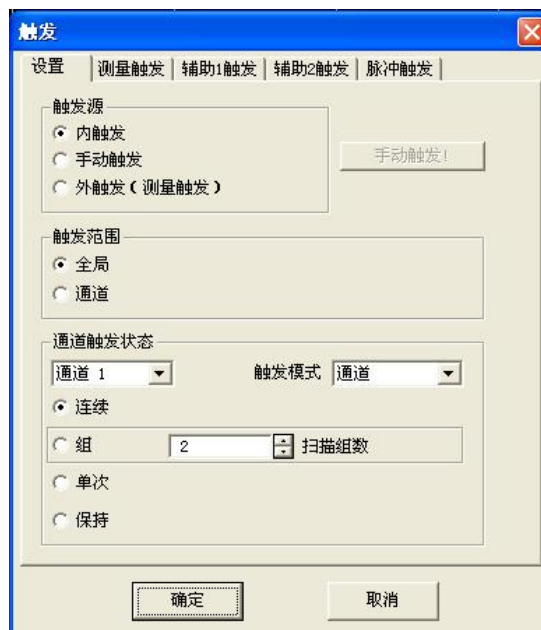 触发
设置 测量触发 辅助1触发 辅助2触发 脉冲触发
触发源
内触发
手动触发 手动触发!
外触发(测量触发)
触发范围
全局
通道
通道触发状态
通道 1 触发模式 通道
连续
组 2 扫描组数
单次
保持
确定 取消